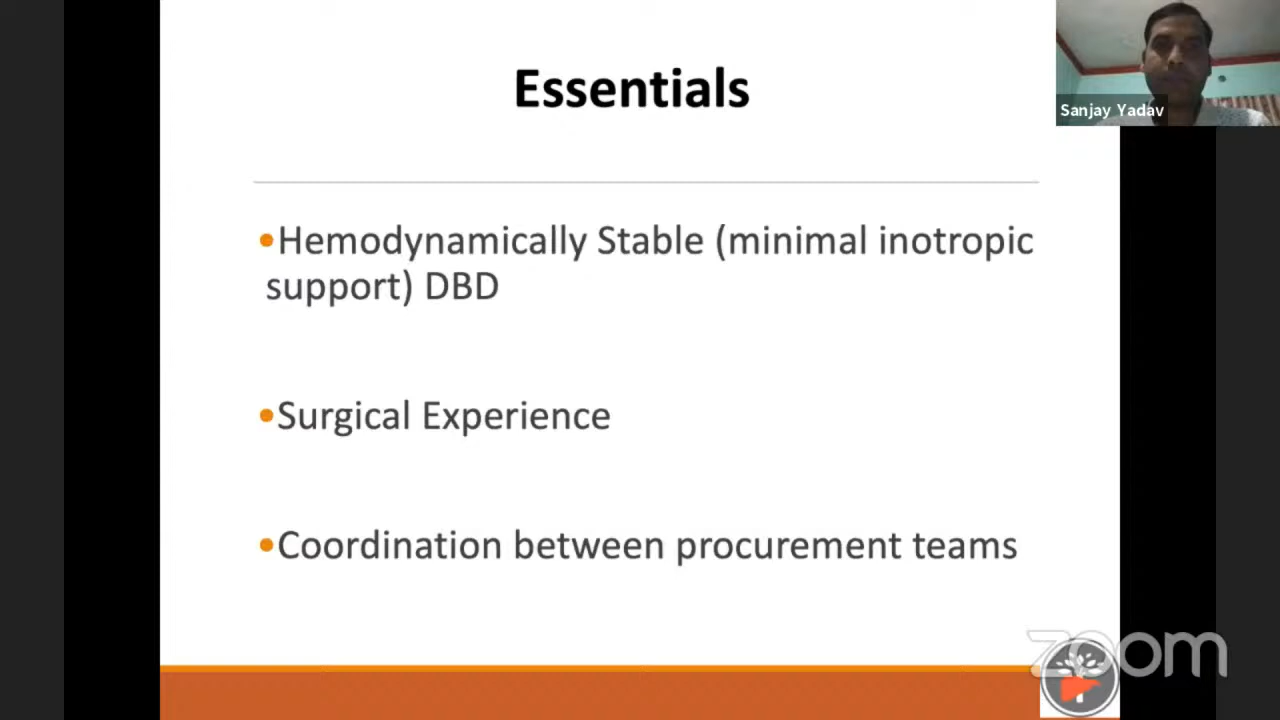 Essentials
Sanjay Yadav
•Hemodynamically Stable (minimal inotropic
support) DBD
•Surgical Experience
•Coordination between procurement teams
zoom